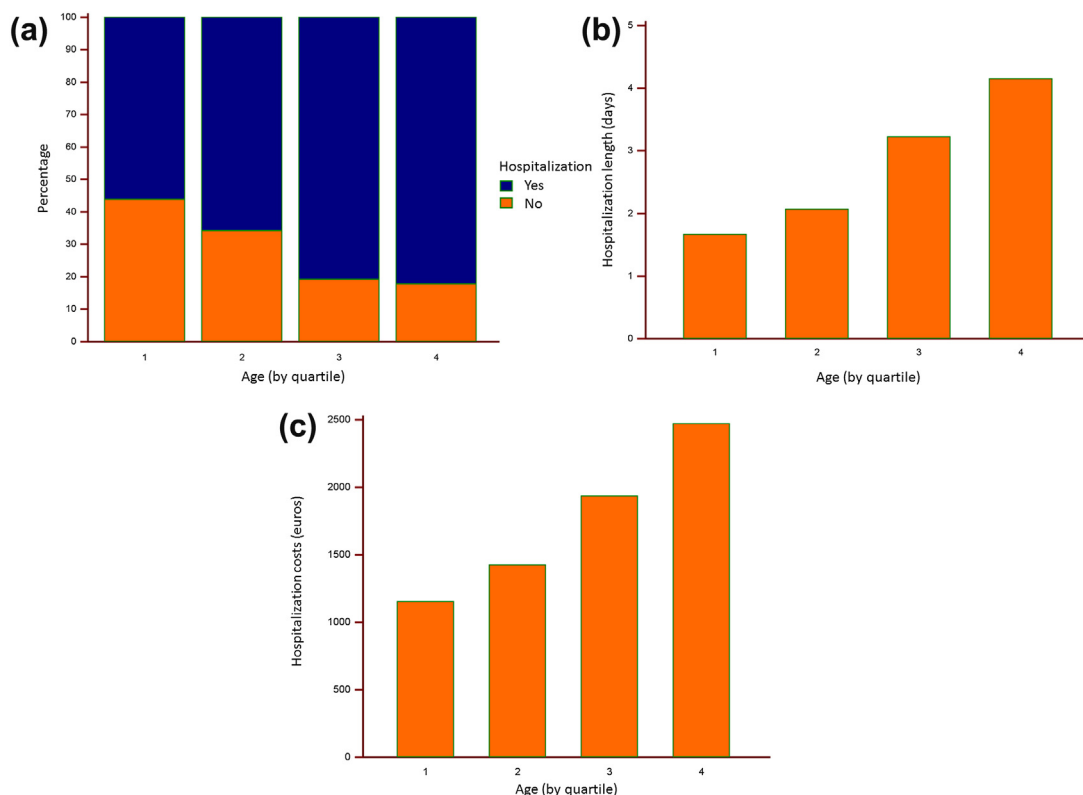 (a)
100
90
80
70
60
50
40
30
20
10
0
Percentage
1 2 3 4
Age (by quartile)
Hospitalization
Yes
No
(b)
5
4
3
2
1
0
Hospitalization length (days)
1 2 3 4
Age (by quartile)
(c)
2500
2000
1500
1000
500
0
Hospitalization costs (euros)
1 2 3 4
Age (by quartile)